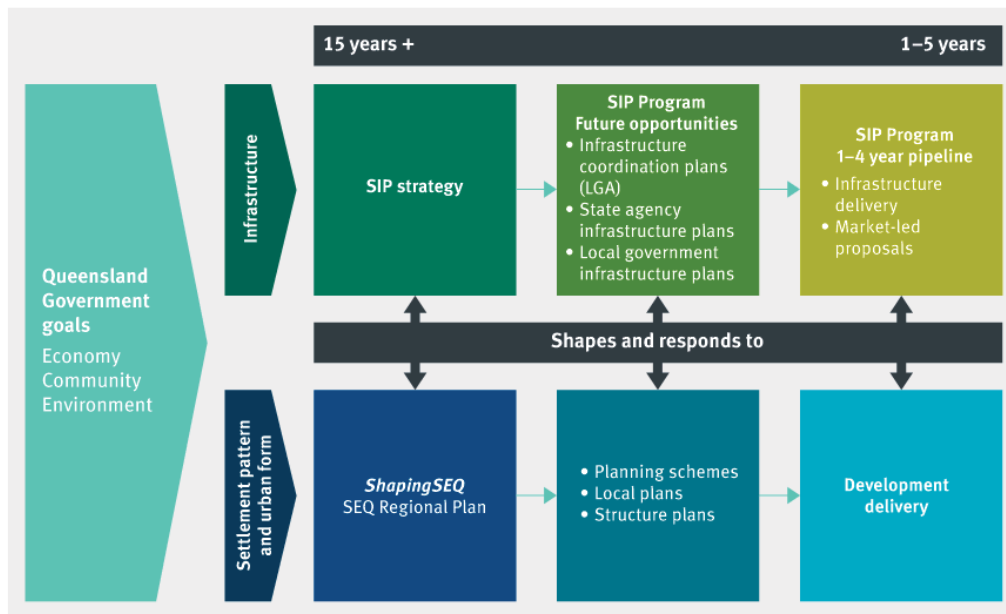 15 years +
1–5 years
Queensland
Government
goals
Economy
Community
Environment
Infrastructure
SIP strategy
SIP Program
Future opportunities
• Infrastructure
coordination plans
(LGA)
• State agency
infrastructure plans
• Local government
infrastructure plans
SIP Program
1–4 year pipeline
• Infrastructure
delivery
• Market-led
proposals
Shapes and responds to
Settlement pattern
and urban form
ShapingSEQ
SEQ Regional Plan
• Planning schemes
• Local plans
• Structure plans
Development
delivery